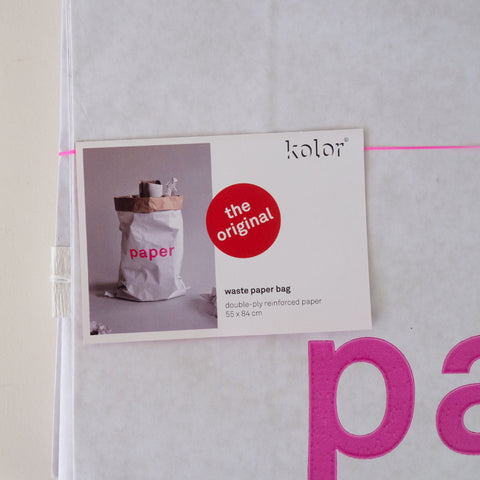 kolor©
paper
the
original
waste paper bag
double-ply reinforced paper
55 x 84 cm
pa